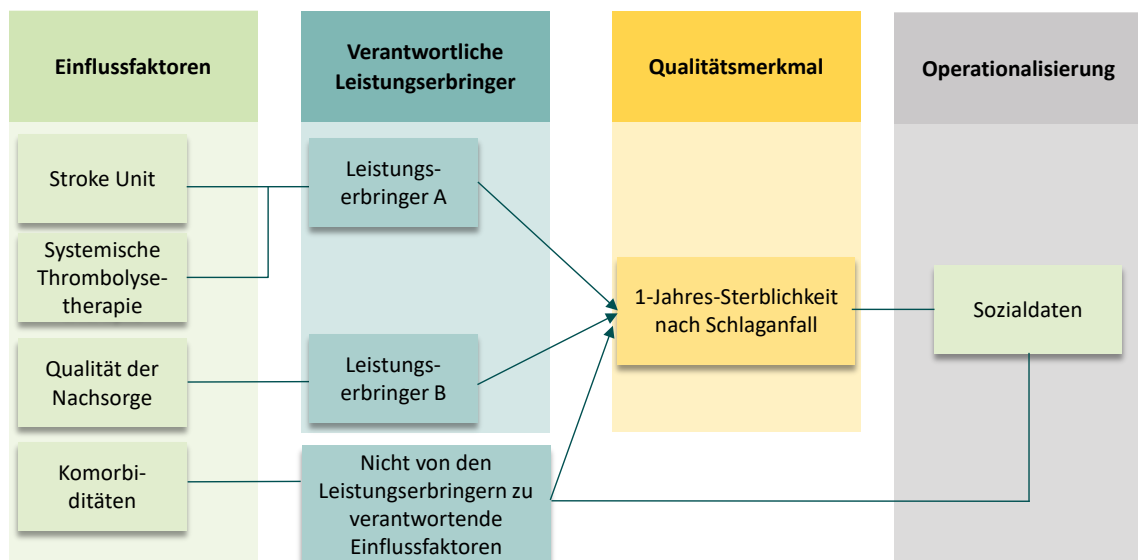 Einflussfaktoren
Verantwortliche
Leistungserbringer
Qualitätsmerkmal
Operationalisierung
Stroke Unit
Systemische
Thrombolyse-
therapie
Qualität der
Nachsorge
Komorbi-
ditäten
Leistungs-
erbringer A
Leistungs-
erbringer B
Nicht von den
Leistungserbringern zu
verantwortende
Einflussfaktoren
1-Jahres-Sterblichkeit
nach Schlaganfall
Sozialdaten